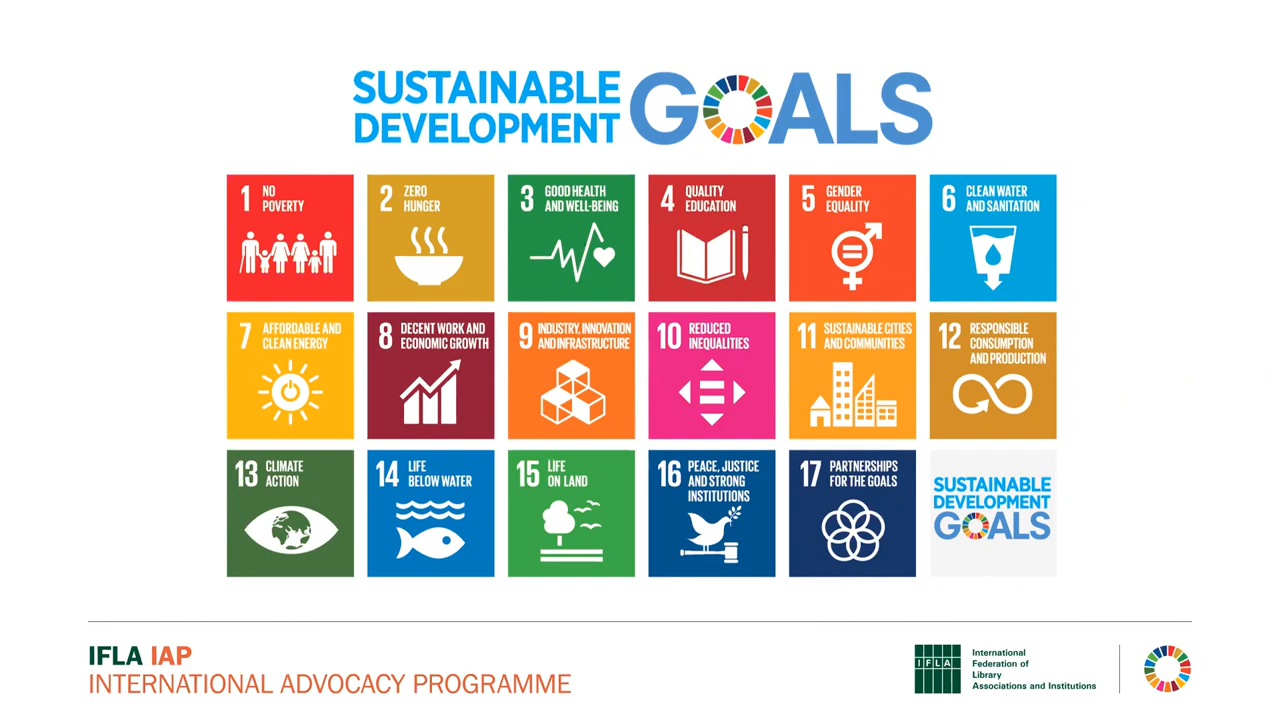 SUSTAINABLE
DEVELOPMENT
GOALS
1 NO
POVERTY
2 ZERO
HUNGER
3 GOOD HEALTH
AND WELL-BEING
4 QUALITY
EDUCATION
5 GENDER
EQUALITY
6 CLEAN WATER
AND SANITATION
7 AFFORDABLE AND
CLEAN ENERGY
8 DECENT WORK AND
ECONOMIC GROWTH
9 INDUSTRY, INNOVATION
AND INFRASTRUCTURE
10 REDUCED
INEQUALITIES
11 SUSTAINABLE CITIES
AND COMMUNITIES
12 RESPONSIBLE
CONSUMPTION
AND PRODUCTION
13 CLIMATE
ACTION
14 LIFE
BELOW WATER
15 LIFE
ON LAND
16 PEACE, JUSTICE
AND STRONG
INSTITUTIONS
17 PARTNERSHIPS
FOR THE GOALS
SUSTAINABLE
DEVELOPMENT
GOALS
IFLA IAP
INTERNATIONAL ADVOCACY PROGRAMME
IFLA
International
Federation of
Library
Associations and Institutions